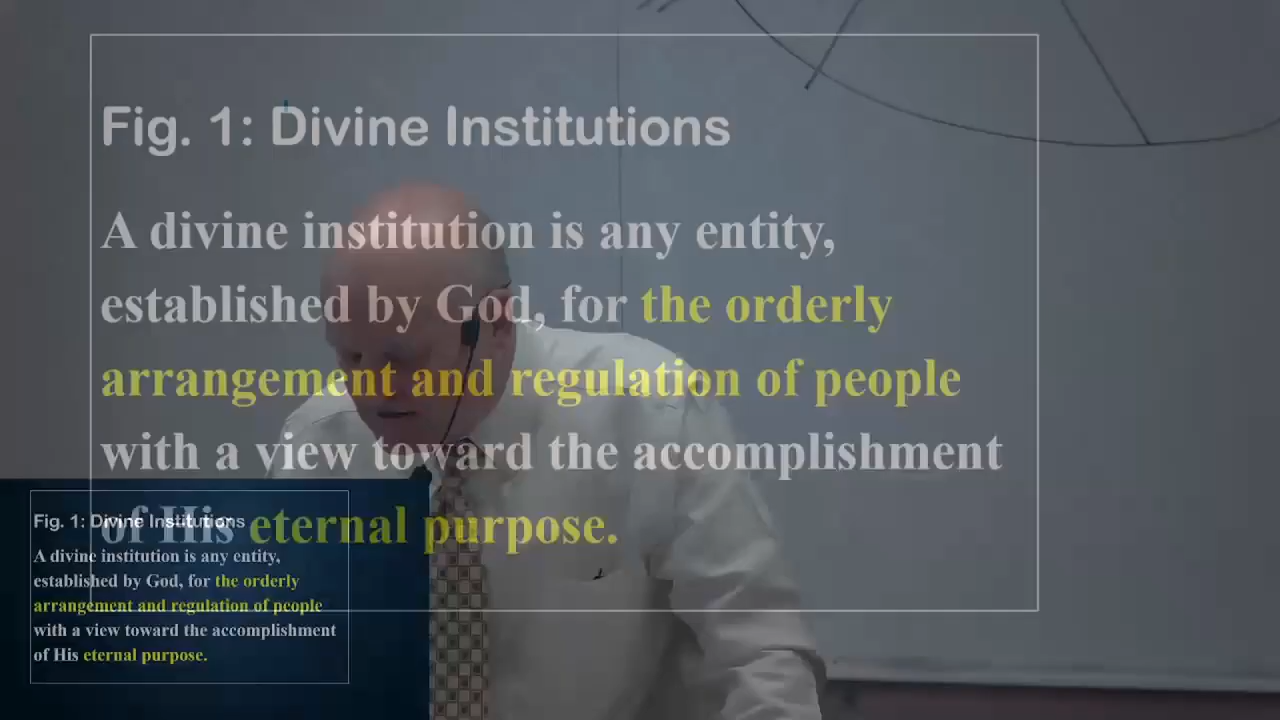 Fig. 1: Divine Institutions
A divine institution is any entity,
established by God, for the orderly
arrangement and regulation of people
with a view toward the accomplishment
of His eternal purpose.
Fig. 1: Divine Institutions
A divine institution is any entity,
established by God, for the orderly
arrangement and regulation of people
with a view toward the accomplishment
of His eternal purpose.